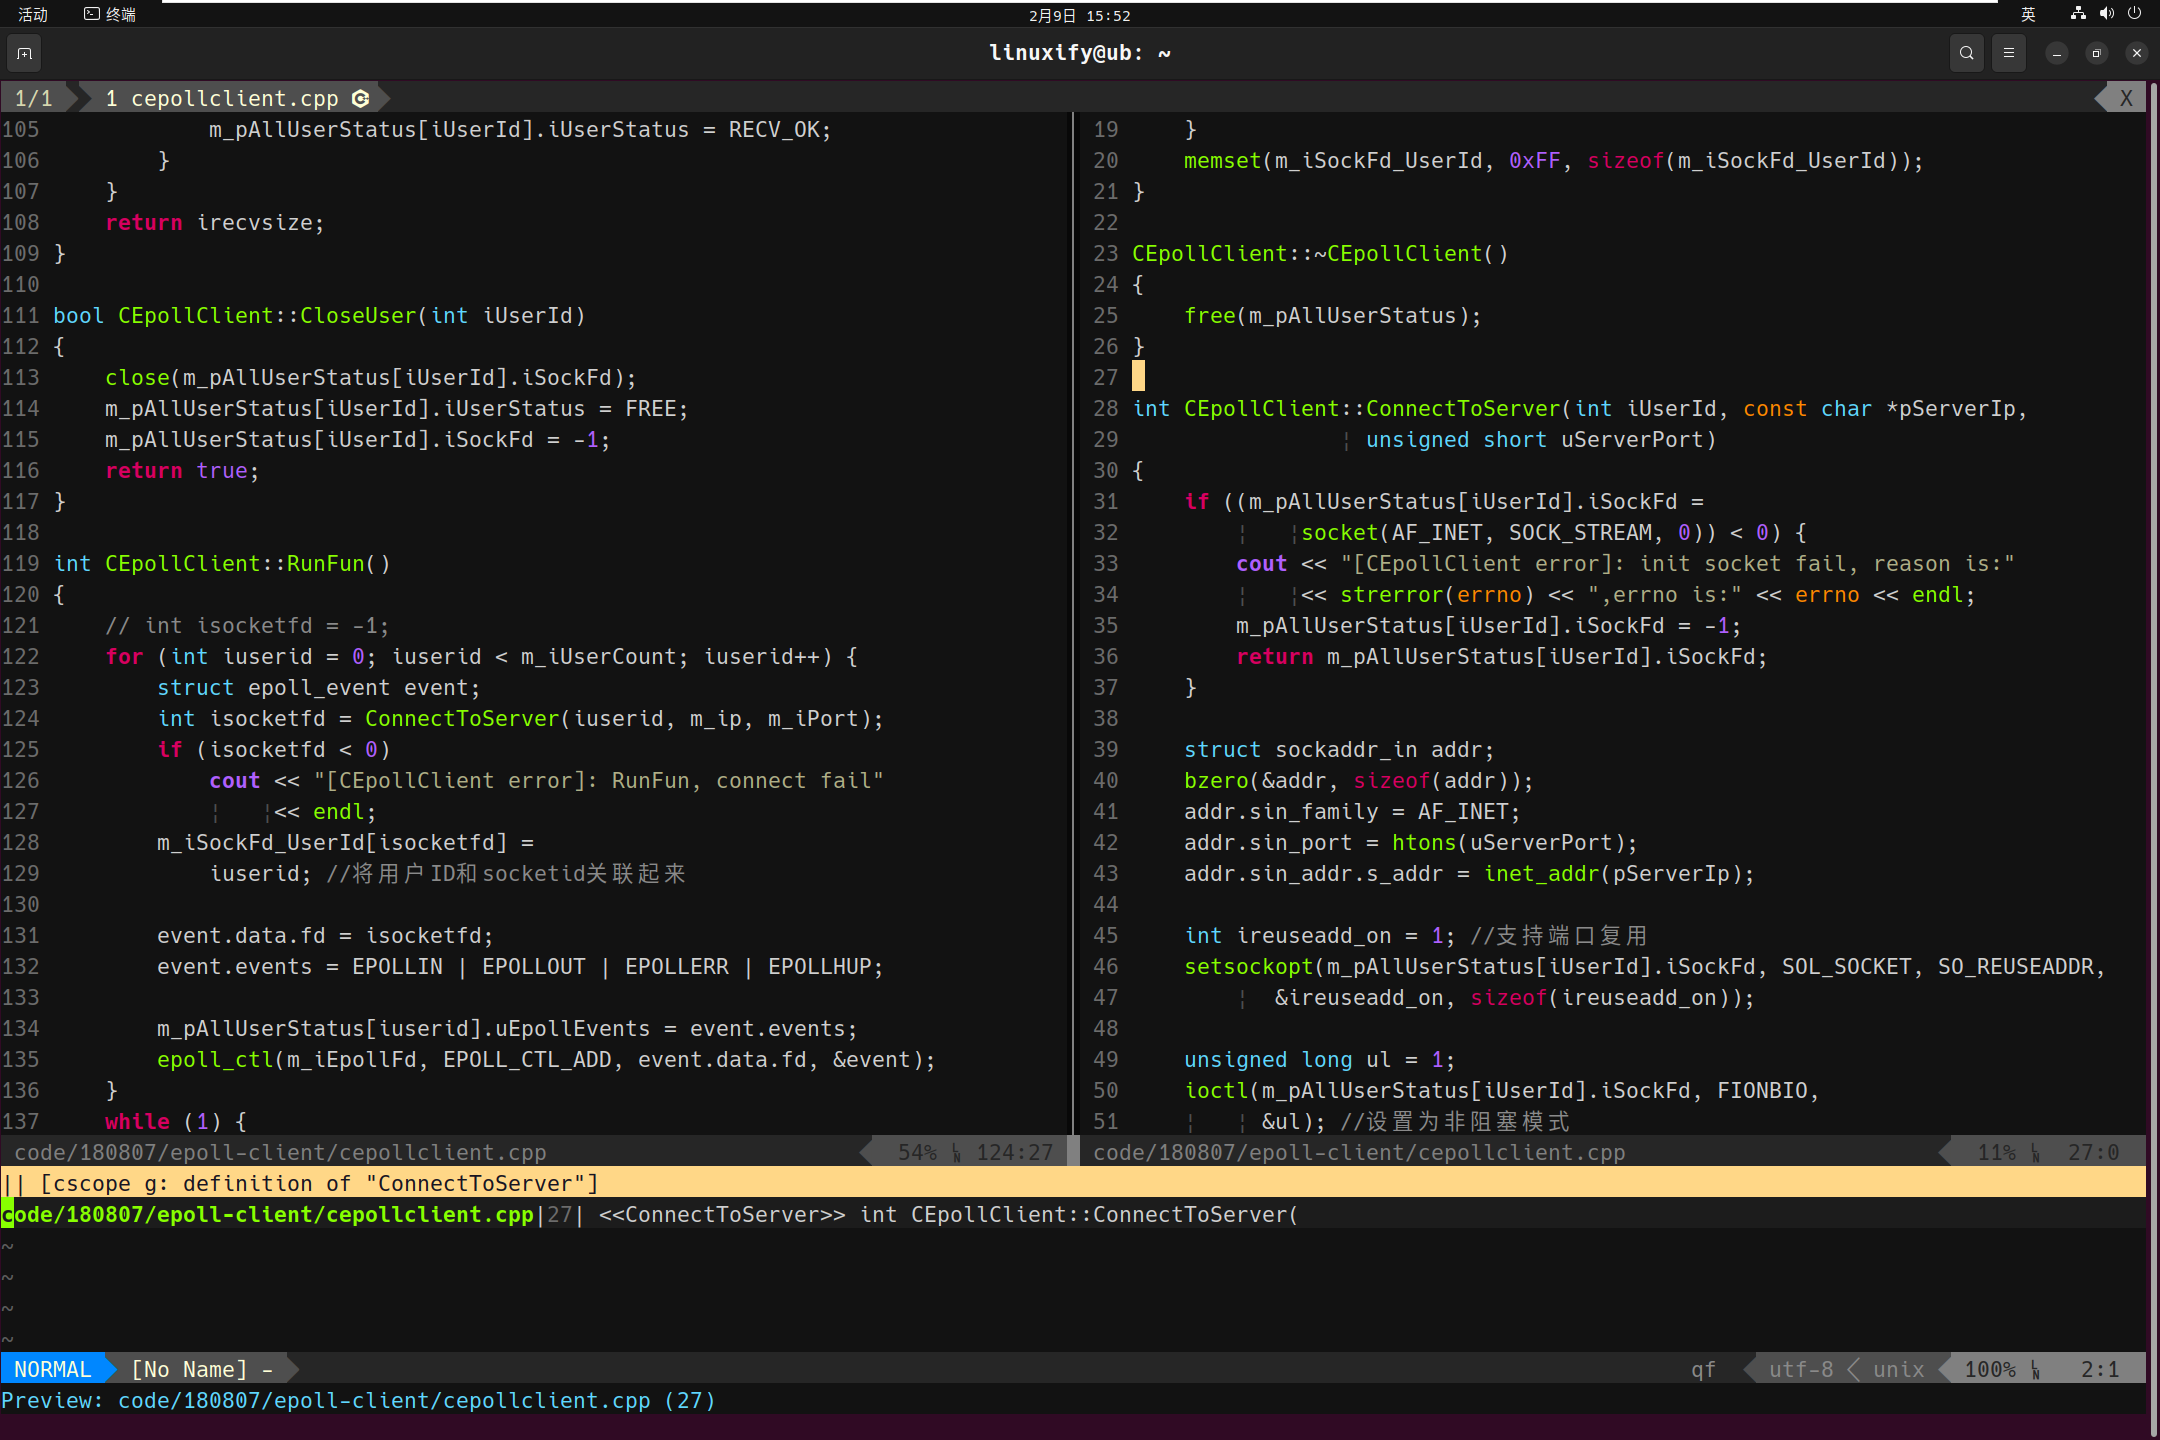 活动 终端 2月9日 15:52 英
linuxify@ub: ~
1/1 1 cepollclient.cpp X
105             m_pAllUserStatus[iUserId].iUserStatus = RECV_OK;
106         }
107     }
108     return irecvsize;
109 }
110
111 bool CEpollClient::CloseUser(int iUserId)
112 {
113     close(m_pAllUserStatus[iUserId].iSockFd);
114     m_pAllUserStatus[iUserId].iUserStatus = FREE;
115     m_pAllUserStatus[iUserId].iSockFd = -1;
116     return true;
117 }
118
119 int CEpollClient::RunFun()
120 {
121     // int isocketfd = -1;
122     for (int iuserid = 0; iuserid < m_iUserCount; iuserid++) {
123         struct epoll_event event;
124         int isocketfd = ConnectToServer(iuserid, m_ip, m_iPort);
125         if (isocketfd < 0)
126             cout << "[CEpollClient error]: RunFun, connect fail"
127             ¦   ¦<< endl;
128         m_iSockFd_UserId[isocketfd] =
129             iuserid; //将用户ID和socketid关联起来
130
131         event.data.fd = isocketfd;
132         event.events = EPOLLIN | EPOLLOUT | EPOLLERR | EPOLLHUP;
133
134         m_pAllUserStatus[iuserid].uEpollEvents = event.events;
135         epoll_ctl(m_iEpollFd, EPOLL_CTL_ADD, event.data.fd, &event);
136     }
137     while (1) {
code/180807/epoll-client/cepollclient.cpp 54% LN 124:27
19     }
20     memset(m_iSockFd_UserId, 0xFF, sizeof(m_iSockFd_UserId));
21 }
22
23 CEpollClient::~CEpollClient()
24 {
25     free(m_pAllUserStatus);
26 }
27
28 int CEpollClient::ConnectToServer(int iUserId, const char *pServerIp,
29                 ¦ unsigned short uServerPort)
30 {
31     if ((m_pAllUserStatus[iUserId].iSockFd =
32         ¦   ¦socket(AF_INET, SOCK_STREAM, 0)) < 0) {
33         cout << "[CEpollClient error]: init socket fail, reason is:"
34         ¦   ¦<< strerror(errno) << ",errno is:" << errno << endl;
35         m_pAllUserStatus[iUserId].iSockFd = -1;
36         return m_pAllUserStatus[iUserId].iSockFd;
37     }
38
39     struct sockaddr_in addr;
40     bzero(&addr, sizeof(addr));
41     addr.sin_family = AF_INET;
42     addr.sin_port = htons(uServerPort);
43     addr.sin_addr.s_addr = inet_addr(pServerIp);
44
45     int ireuseadd_on = 1; //支持端口复用
46     setsockopt(m_pAllUserStatus[iUserId].iSockFd, SOL_SOCKET, SO_REUSEADDR,
47         ¦  &ireuseadd_on, sizeof(ireuseadd_on));
48
49     unsigned long ul = 1;
50     ioctl(m_pAllUserStatus[iUserId].iSockFd, FIONBIO,
51     ¦   ¦ &ul); //设置为非阻塞模式
code/180807/epoll-client/cepollclient.cpp 11% LN 27:0
|| [cscope g: definition of "ConnectToServer"]
code/180807/epoll-client/cepollclient.cpp|27| <<ConnectToServer>> int CEpollClient::ConnectToServer(
~
~
~
~
NORMAL [No Name] - qf utf-8 unix 100% LN 2:1
Preview: code/180807/epoll-client/cepollclient.cpp (27)